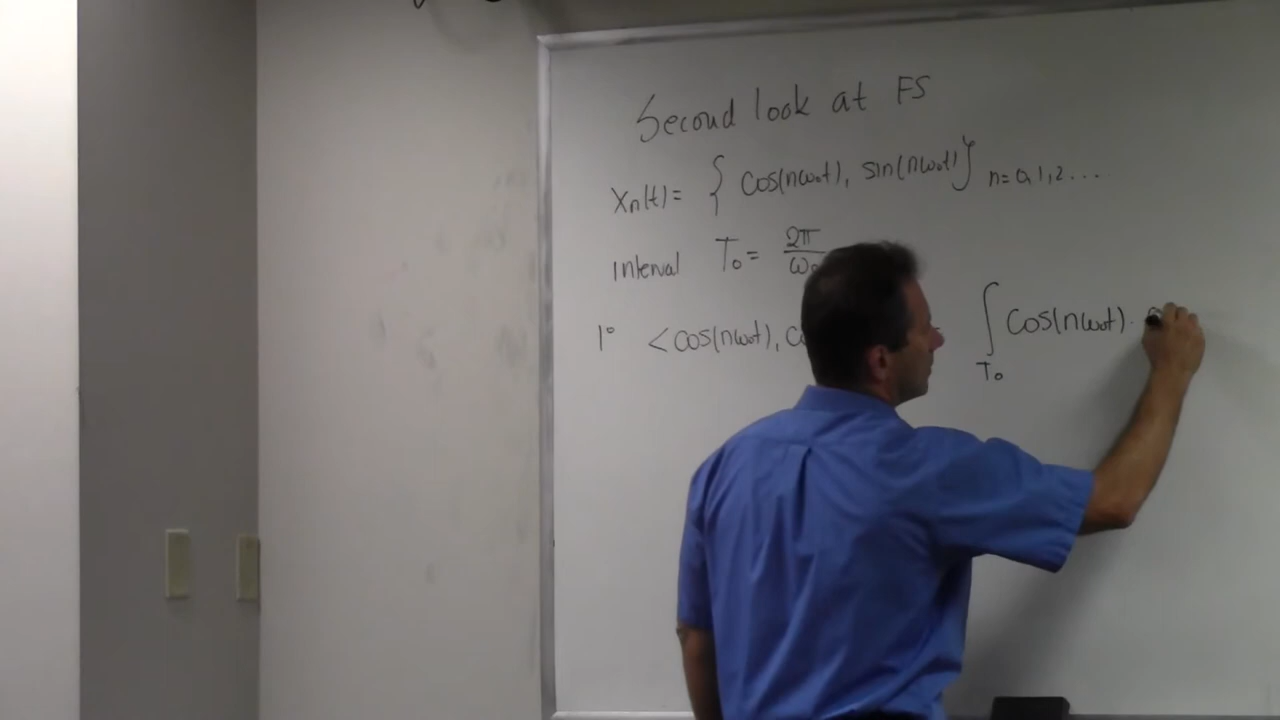 Second look at FS
Xn(t) = { cos(nω₀t), sin(nω₀t) } n=0,1,2...
interval T₀ = 2π/ω₀
1° <cos(nω₀t), ∫T₀ cos(nω₀t) ·